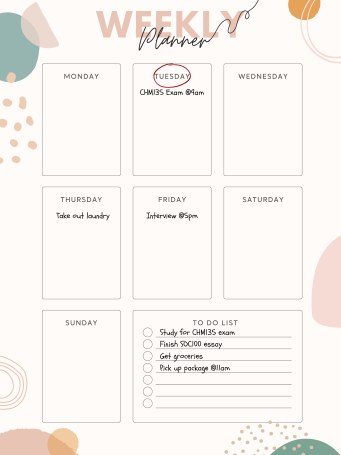 WEEKLY
Planner
MONDAY
TUESDAY
CHM135 Exam @9am
WEDNESDAY
THURSDAY
Take out laundry
FRIDAY
Interview @5pm
SATURDAY
SUNDAY
TO DO LIST
Study for CHM135 exam
Finish SOC100 essay
Get groceries
Pick up package @11am